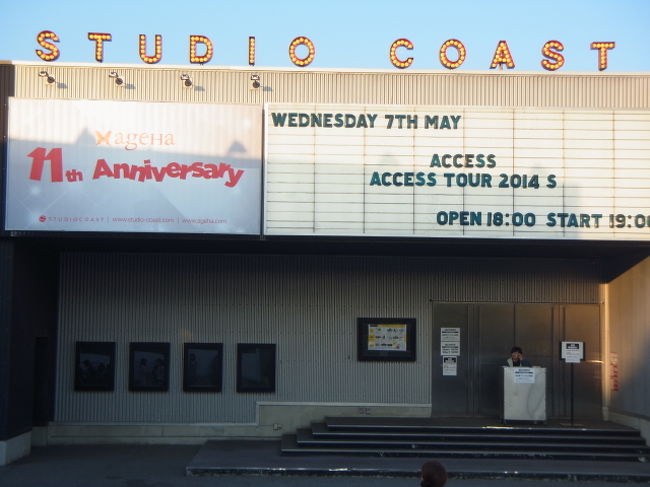 STUDIO COAST
WEDNESDAY 7TH MAY
ageHa
11th Anniversary
ACCESS
ACCESS TOUR 2014 S
OPEN 18:00 START 19:00
STUDIO COAST | www.studio-coast.com | www.ageha.com